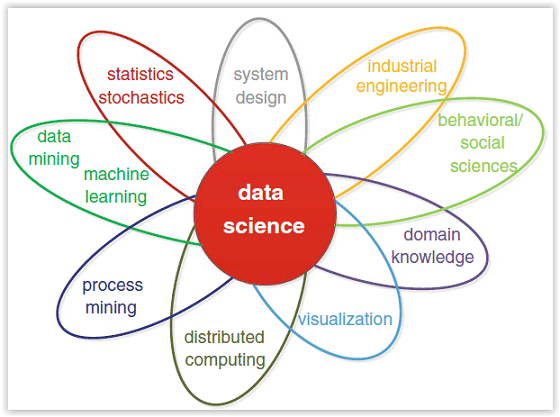 statistics
stochastics
system
design
industrial
engineering
behavioral/
social
sciences
data
mining
machine
learning
data
science
domain
knowledge
process
mining
visualization
distributed
computing